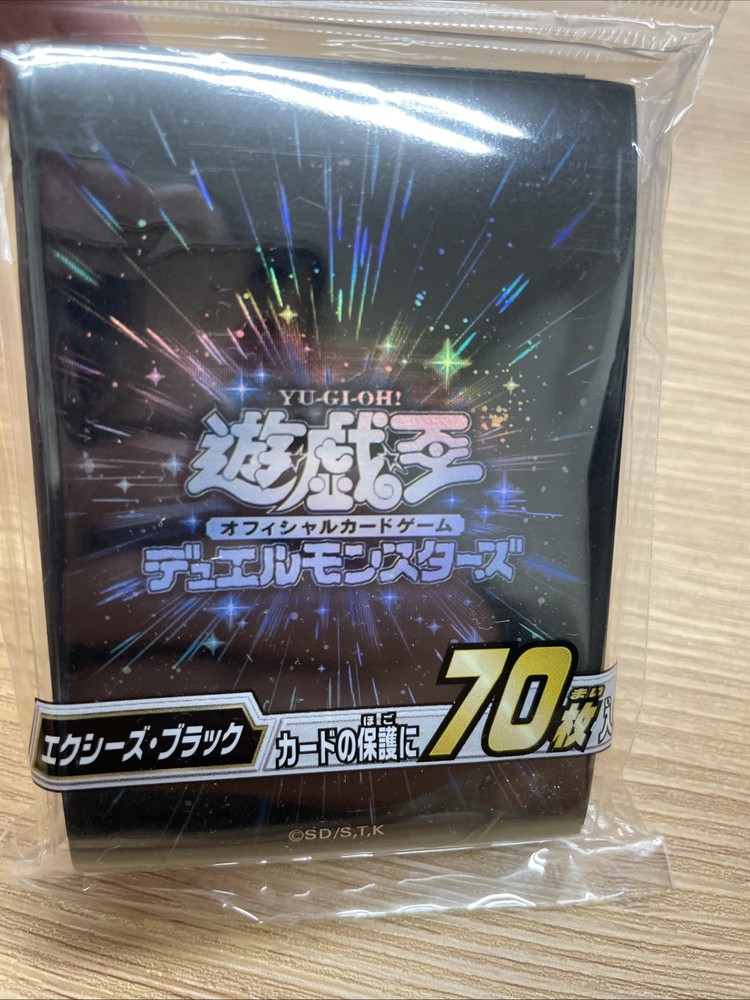 YU-GI-OH!
遊戯王
オフィシャルカードゲーム
デュエルモンスターズ
エクシーズ・ブラック
カードの保護に
ほご
70枚入
まい
©SD/S,T,K